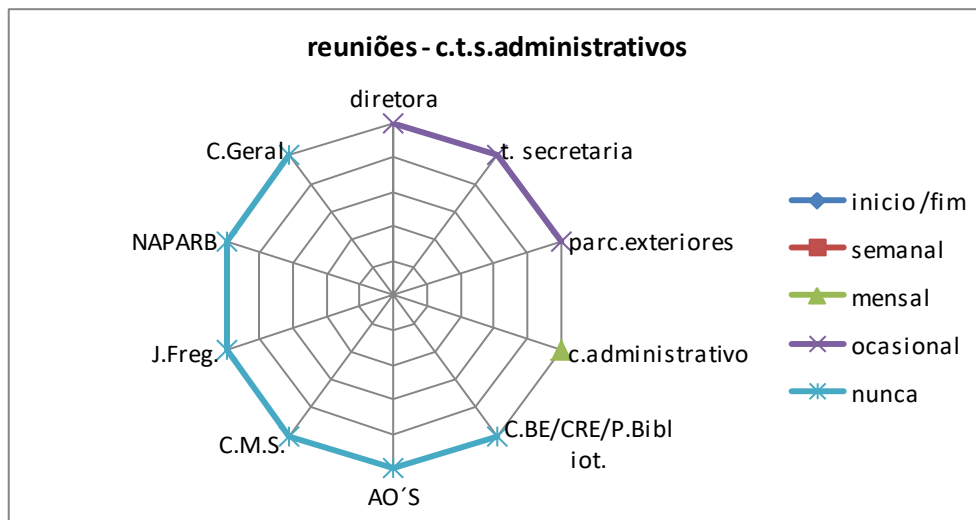 reuniões - c.t.s.administrativos
diretora
t. secretaria
parc.exteriores
c.administrativo
C.BE/CRE/P.Bibl
iot.
AO´S
C.M.S.
J.Freg.
NAPARB
C.Geral
inicio /fim
semanal
mensal
ocasional
nunca